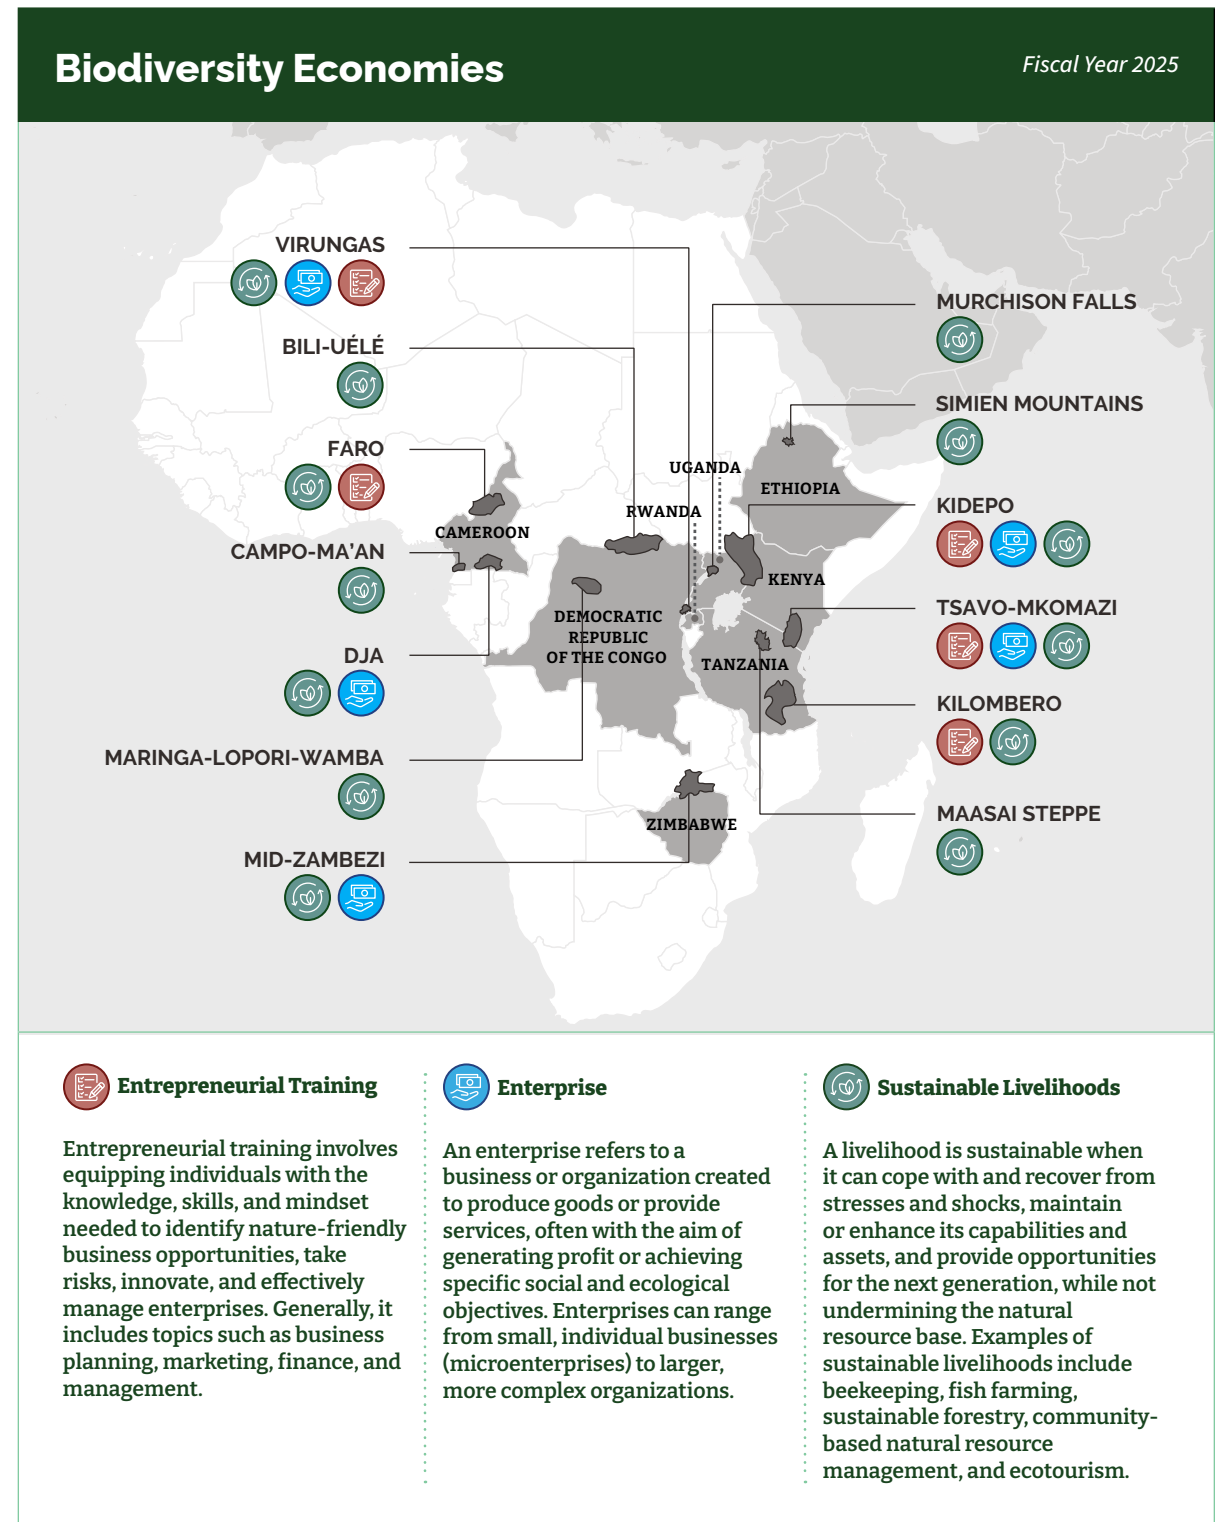 Biodiversity Economies
Fiscal Year 2025
VIRUNGAS
BILI-UÉLÉ
FARO
CAMPO-MA’AN
DJA
MARINGA-LOPORI-WAMBA
MID-ZAMBEZI
MURCHISON FALLS
SIMIEN MOUNTAINS
KIDEPO
TSAVO-MKOMAZI
KILOMBERO
MAASAI STEPPE
UGANDA
ETHIOPIA
RWANDA
CAMEROON
KENYA
DEMOCRATIC
REPUBLIC
OF THE CONGO
TANZANIA
ZIMBABWE
Entrepreneurial Training
Entrepreneurial training involves
equipping individuals with the
knowledge, skills, and mindset
needed to identify nature-friendly
business opportunities, take
risks, innovate, and effectively
manage enterprises. Generally, it
includes topics such as business
planning, marketing, finance, and
management.
Enterprise
An enterprise refers to a
business or organization created
to produce goods or provide
services, often with the aim of
generating profit or achieving
specific social and ecological
objectives. Enterprises can range
from small, individual businesses
(microenterprises) to larger,
more complex organizations.
Sustainable Livelihoods
A livelihood is sustainable when
it can cope with and recover from
stresses and shocks, maintain
or enhance its capabilities and
assets, and provide opportunities
for the next generation, while not
undermining the natural
resource base. Examples of
sustainable livelihoods include
beekeeping, fish farming,
sustainable forestry, community-
based natural resource
management, and ecotourism.